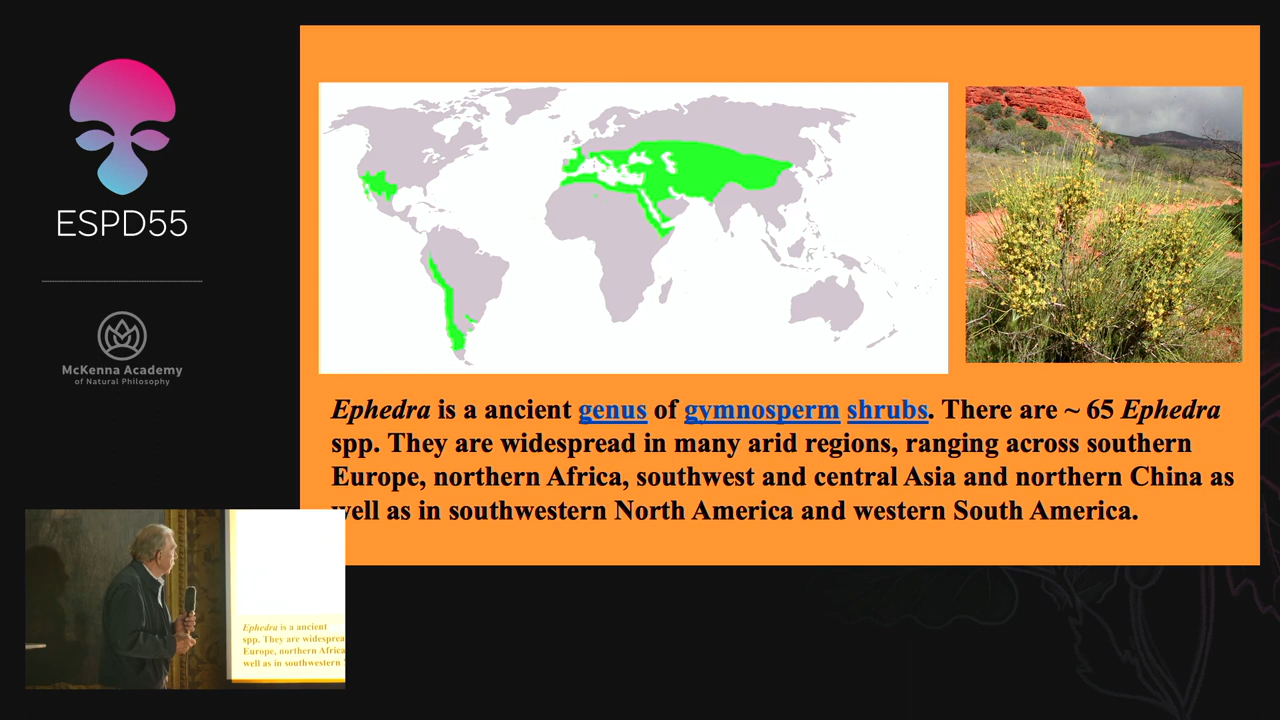 ESPD55
McKenna Academy
of Natural Philosophy
Ephedra is a ancient genus of gymnosperm shrubs. There are ~ 65 Ephedra
spp. They are widespread in many arid regions, ranging across southern
Europe, northern Africa, southwest and central Asia and northern China as
well as in southwestern North America and western South America.
Ephedra is a ancient
spp. They are widesprea
Europe, northern Africa
well as in southwestern